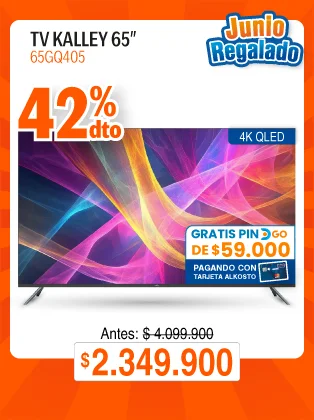 TV KALLEY 65"
65GQ405
Junio
Regalado
42% dto
4K QLED
GRATIS PIN DGO
DE $59.000
PAGANDO CON
TARJETA ALKOSTO
Antes: $ 4.099.900
$2.349.900